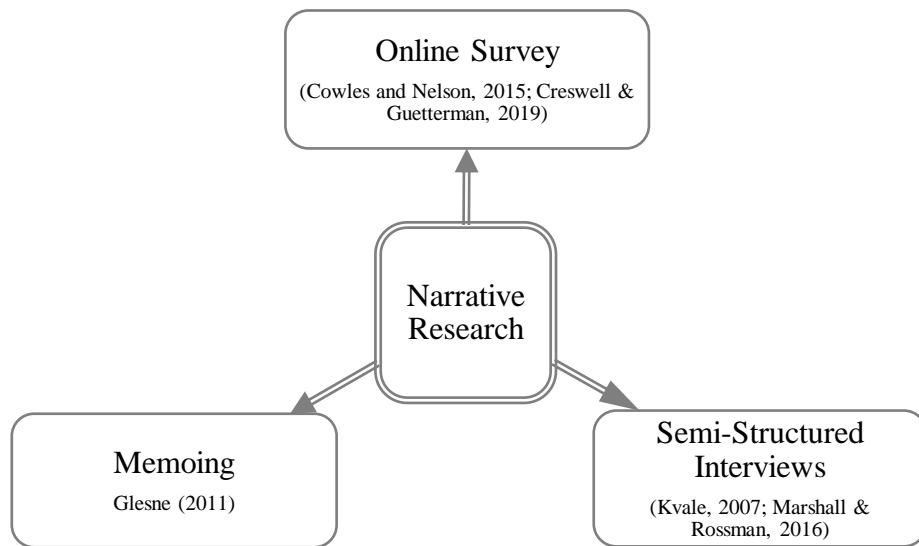 Online Survey
(Cowles and Nelson, 2015; Creswell &
Guetterman, 2019)
Narrative
Research
Memoing
Glesne (2011)
Semi-Structured
Interviews
(Kvale, 2007; Marshall &
Rossman, 2016)